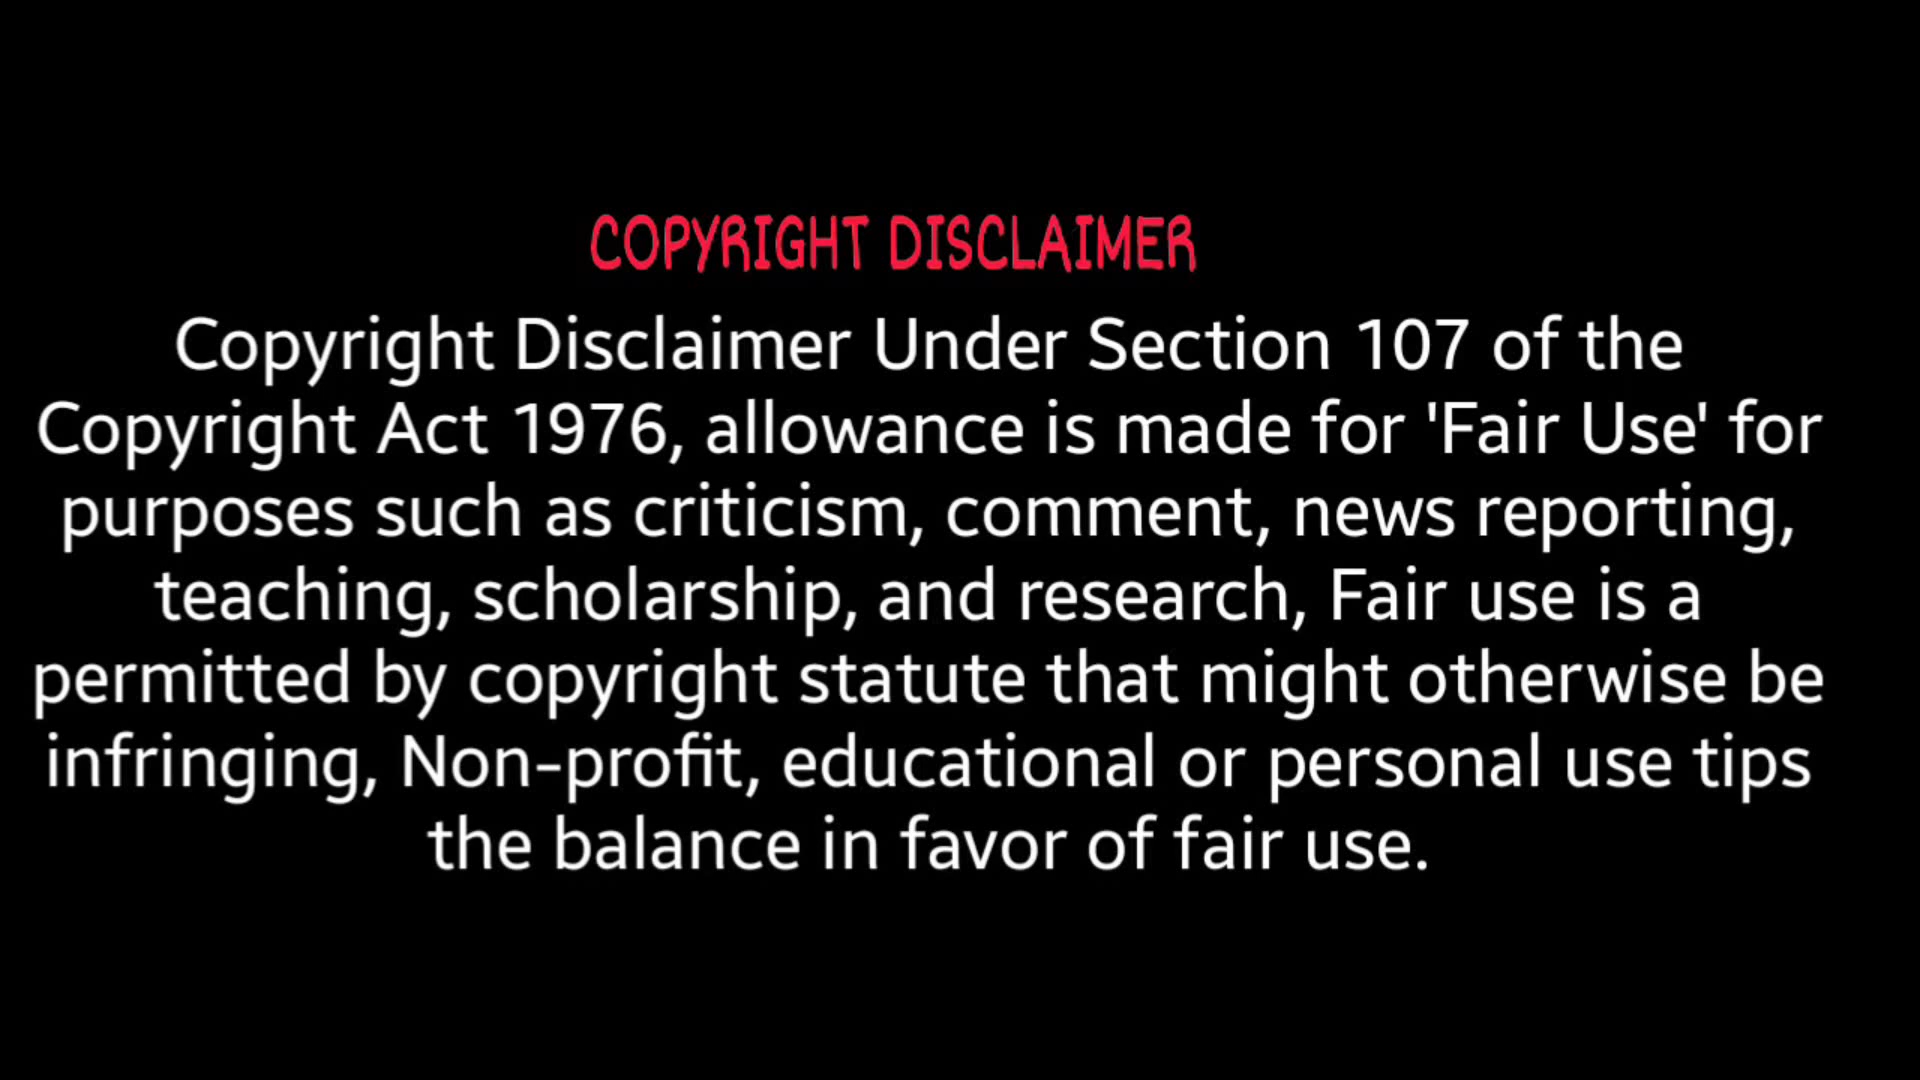 COPYRIGHT DISCLAIMER
Copyright Disclaimer Under Section 107 of the
Copyright Act 1976, allowance is made for 'Fair Use' for
purposes such as criticism, comment, news reporting,
teaching, scholarship, and research, Fair use is a
permitted by copyright statute that might otherwise be
infringing, Non-profit, educational or personal use tips
the balance in favor of fair use.